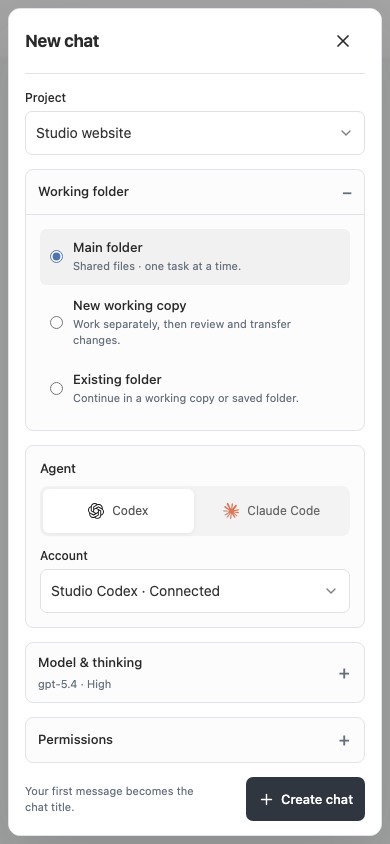 New chat
Project
Studio website
Working folder
Main folder
Shared files · one task at a time.
New working copy
Work separately, then review and transfer
changes.
Existing folder
Continue in a working copy or saved folder.
Agent
Codex
Claude Code
Account
Studio Codex · Connected
Model & thinking
gpt-5.4 · High
Permissions
Your first message becomes the
chat title.
Create chat